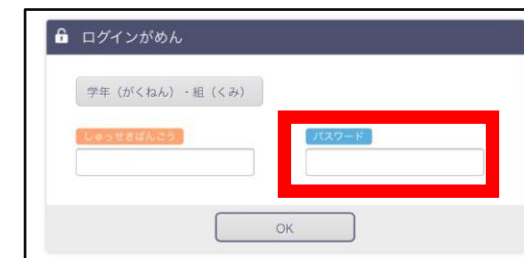 ログインがめん
学年（がくねん）・組（くみ）
しゅっせきばんごう
パスワード
OK